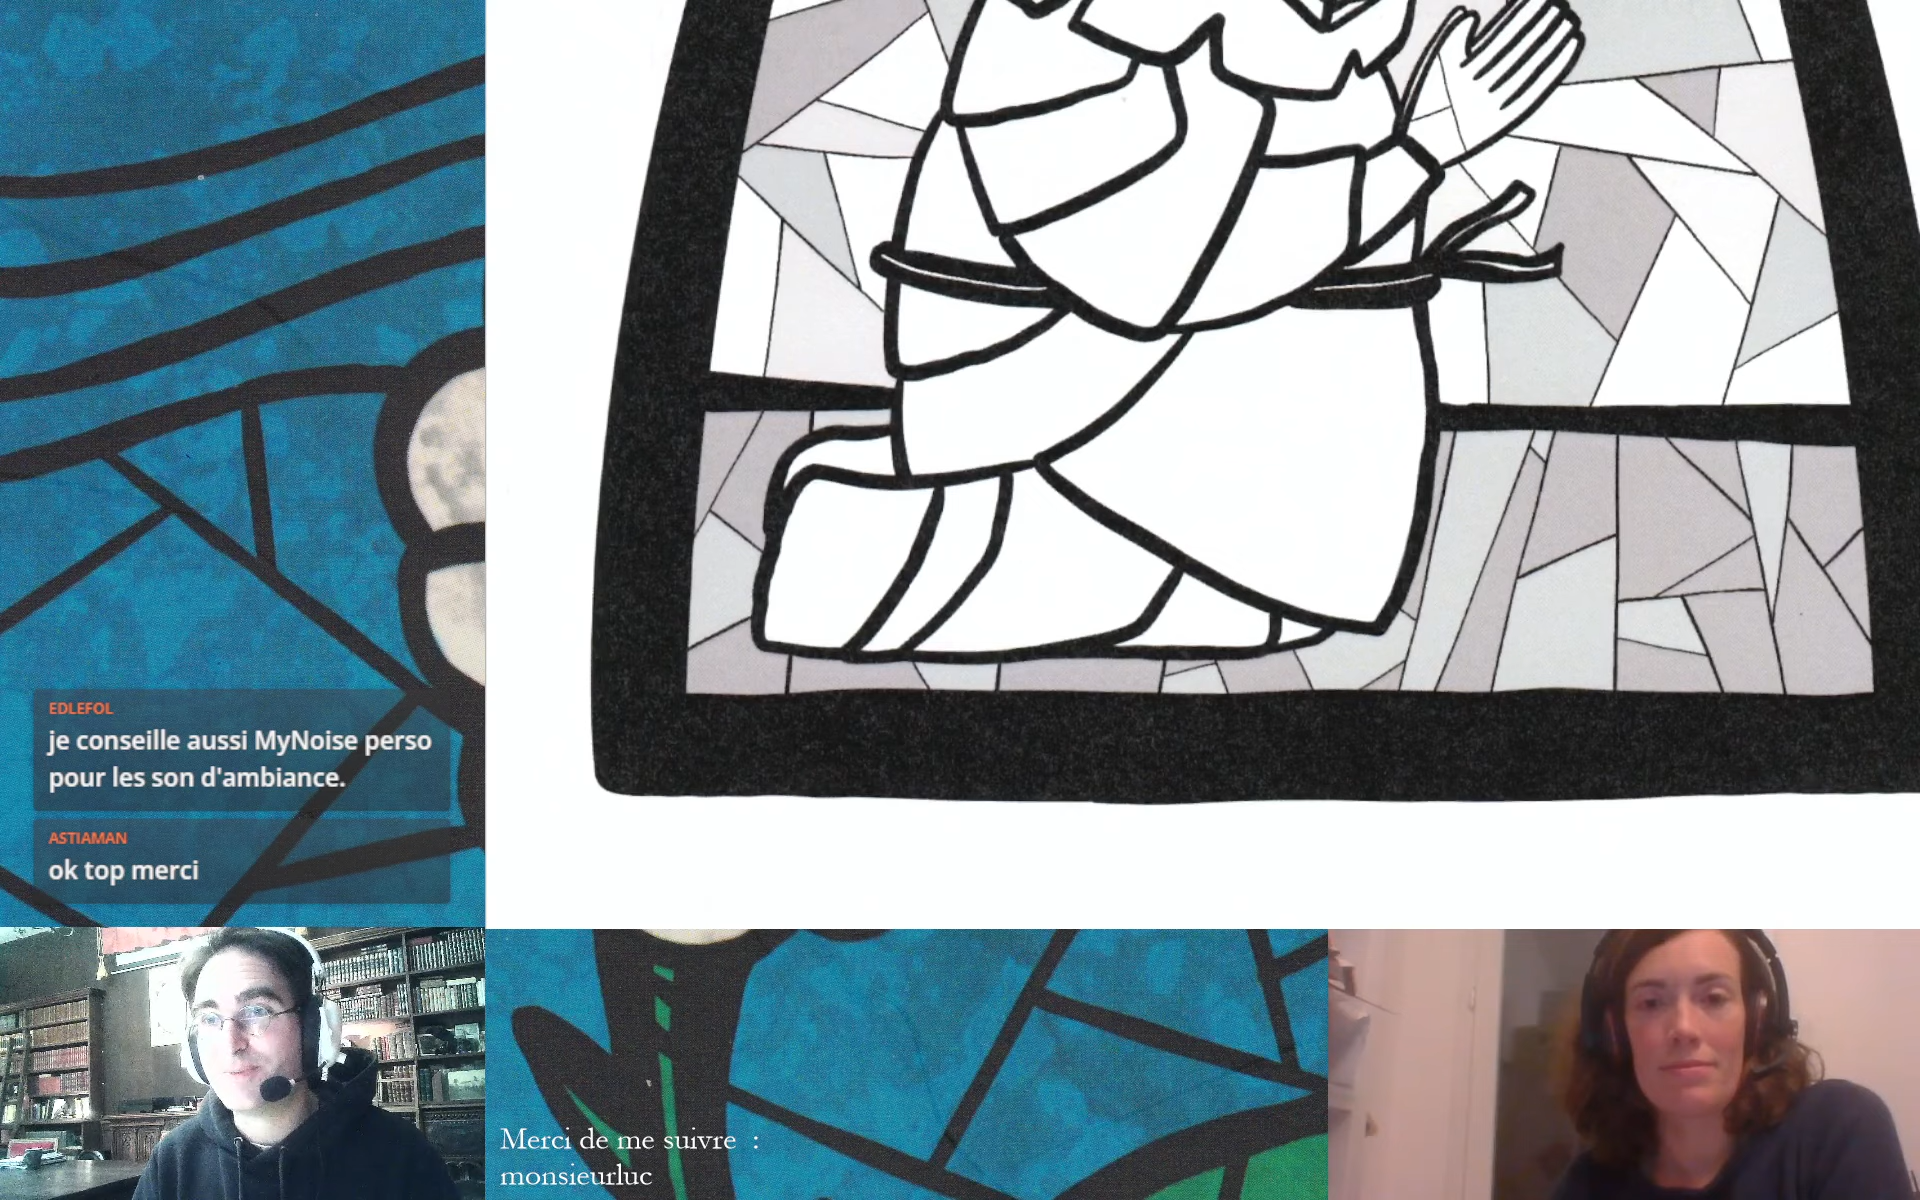 EDLEFOL
je conseille aussi MyNoise perso
pour les son d'ambiance.
ASTIAMAN
ok top merci
Merci de me suivre :
monsieurluc